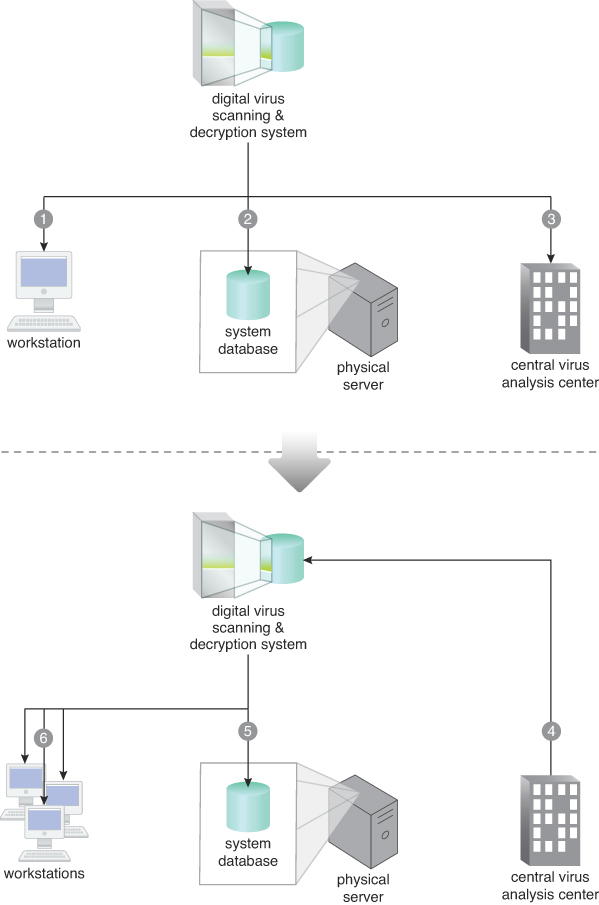 digital virus
scanning &
decryption system
1
2
3
workstation
system
database
physical
server
central virus
analysis center
digital virus
scanning &
decryption system
6
5
4
workstations
system
database
physical
server
central virus
analysis center